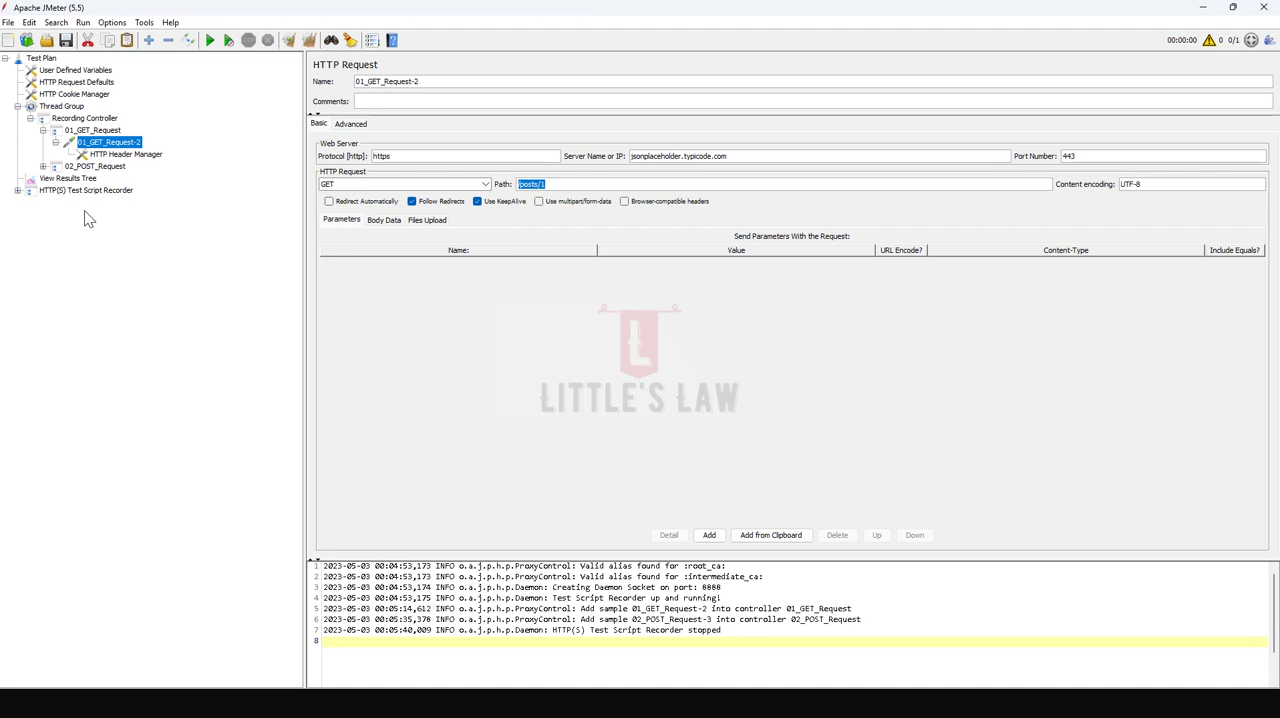 Apache JMeter (5.5)
File Edit Search Run Options Tools Help
00:00:00 0 0/1
Test Plan
User Defined Variables
HTTP Request Defaults
HTTP Cookie Manager
Thread Group
Recording Controller
01_GET_Request
01_GET_Request-2
HTTP Header Manager
02_POST_Request
View Results Tree
HTTP(S) Test Script Recorder
HTTP Request
Name: 01_GET_Request-2
Comments:
Basic Advanced
Web Server
Protocol [http]: https Server Name or IP: jsonplaceholder.typicode.com Port Number: 443
HTTP Request
GET Path: /posts/1 Content encoding: UTF-8
Redirect Automatically Follow Redirects Use KeepAlive Use multipart/form-data Browser-compatible headers
Parameters Body Data Files Upload
Send Parameters With the Request:
Name: Value URL Encode? Content-Type Include Equals?
L
LITTLE'S LAW
Detail Add Add from Clipboard Delete Up Down
1 2023-05-03 00:04:53,173 INFO o.a.j.p.h.p.ProxyControl: Valid alias found for :root_ca:
2 2023-05-03 00:04:53,173 INFO o.a.j.p.h.p.ProxyControl: Valid alias found for :intermediate_ca:
3 2023-05-03 00:04:53,174 INFO o.a.j.p.h.p.Daemon: Creating Daemon Socket on port: 8888
4 2023-05-03 00:04:53,175 INFO o.a.j.p.h.p.Daemon: Test Script Recorder up and running!
5 2023-05-03 00:05:14,612 INFO o.a.j.p.h.p.ProxyControl: Add sample 01_GET_Request-2 into controller 01_GET_Request
6 2023-05-03 00:05:35,378 INFO o.a.j.p.h.p.ProxyControl: Add sample 02_POST_Request-3 into controller 02_POST_Request
7 2023-05-03 00:05:40,009 INFO o.a.j.p.h.p.Daemon: HTTP(S) Test Script Recorder stopped
8